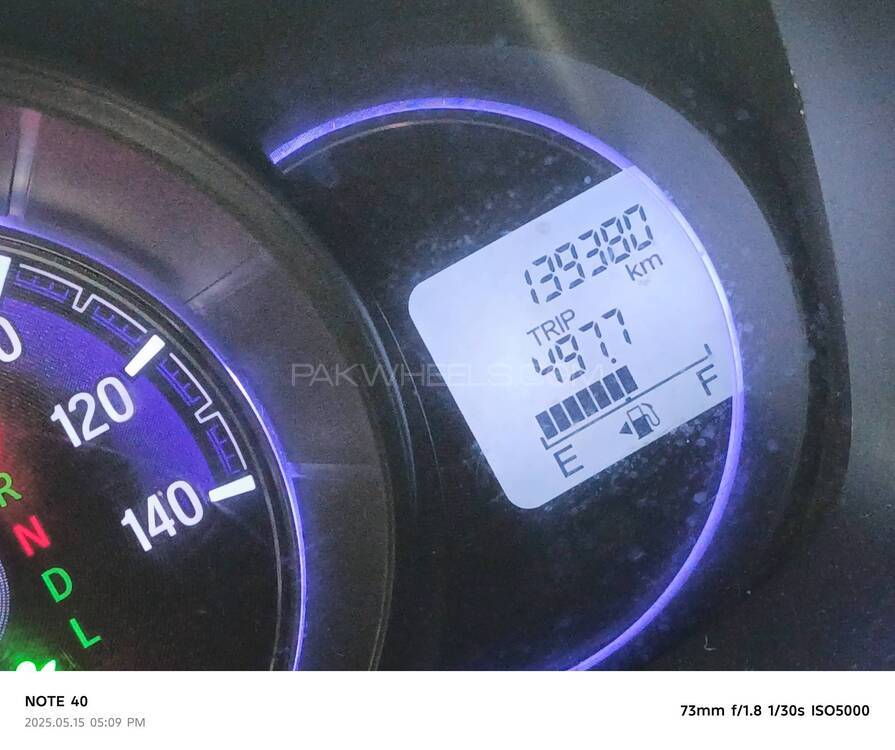 139380
km
TRIP
497.7
E F
0
120
140
R
N
D
L
PAKWHEELS.COM
NOTE 40
2025.05.15 05:09 PM
73mm f/1.8 1/30s ISO5000